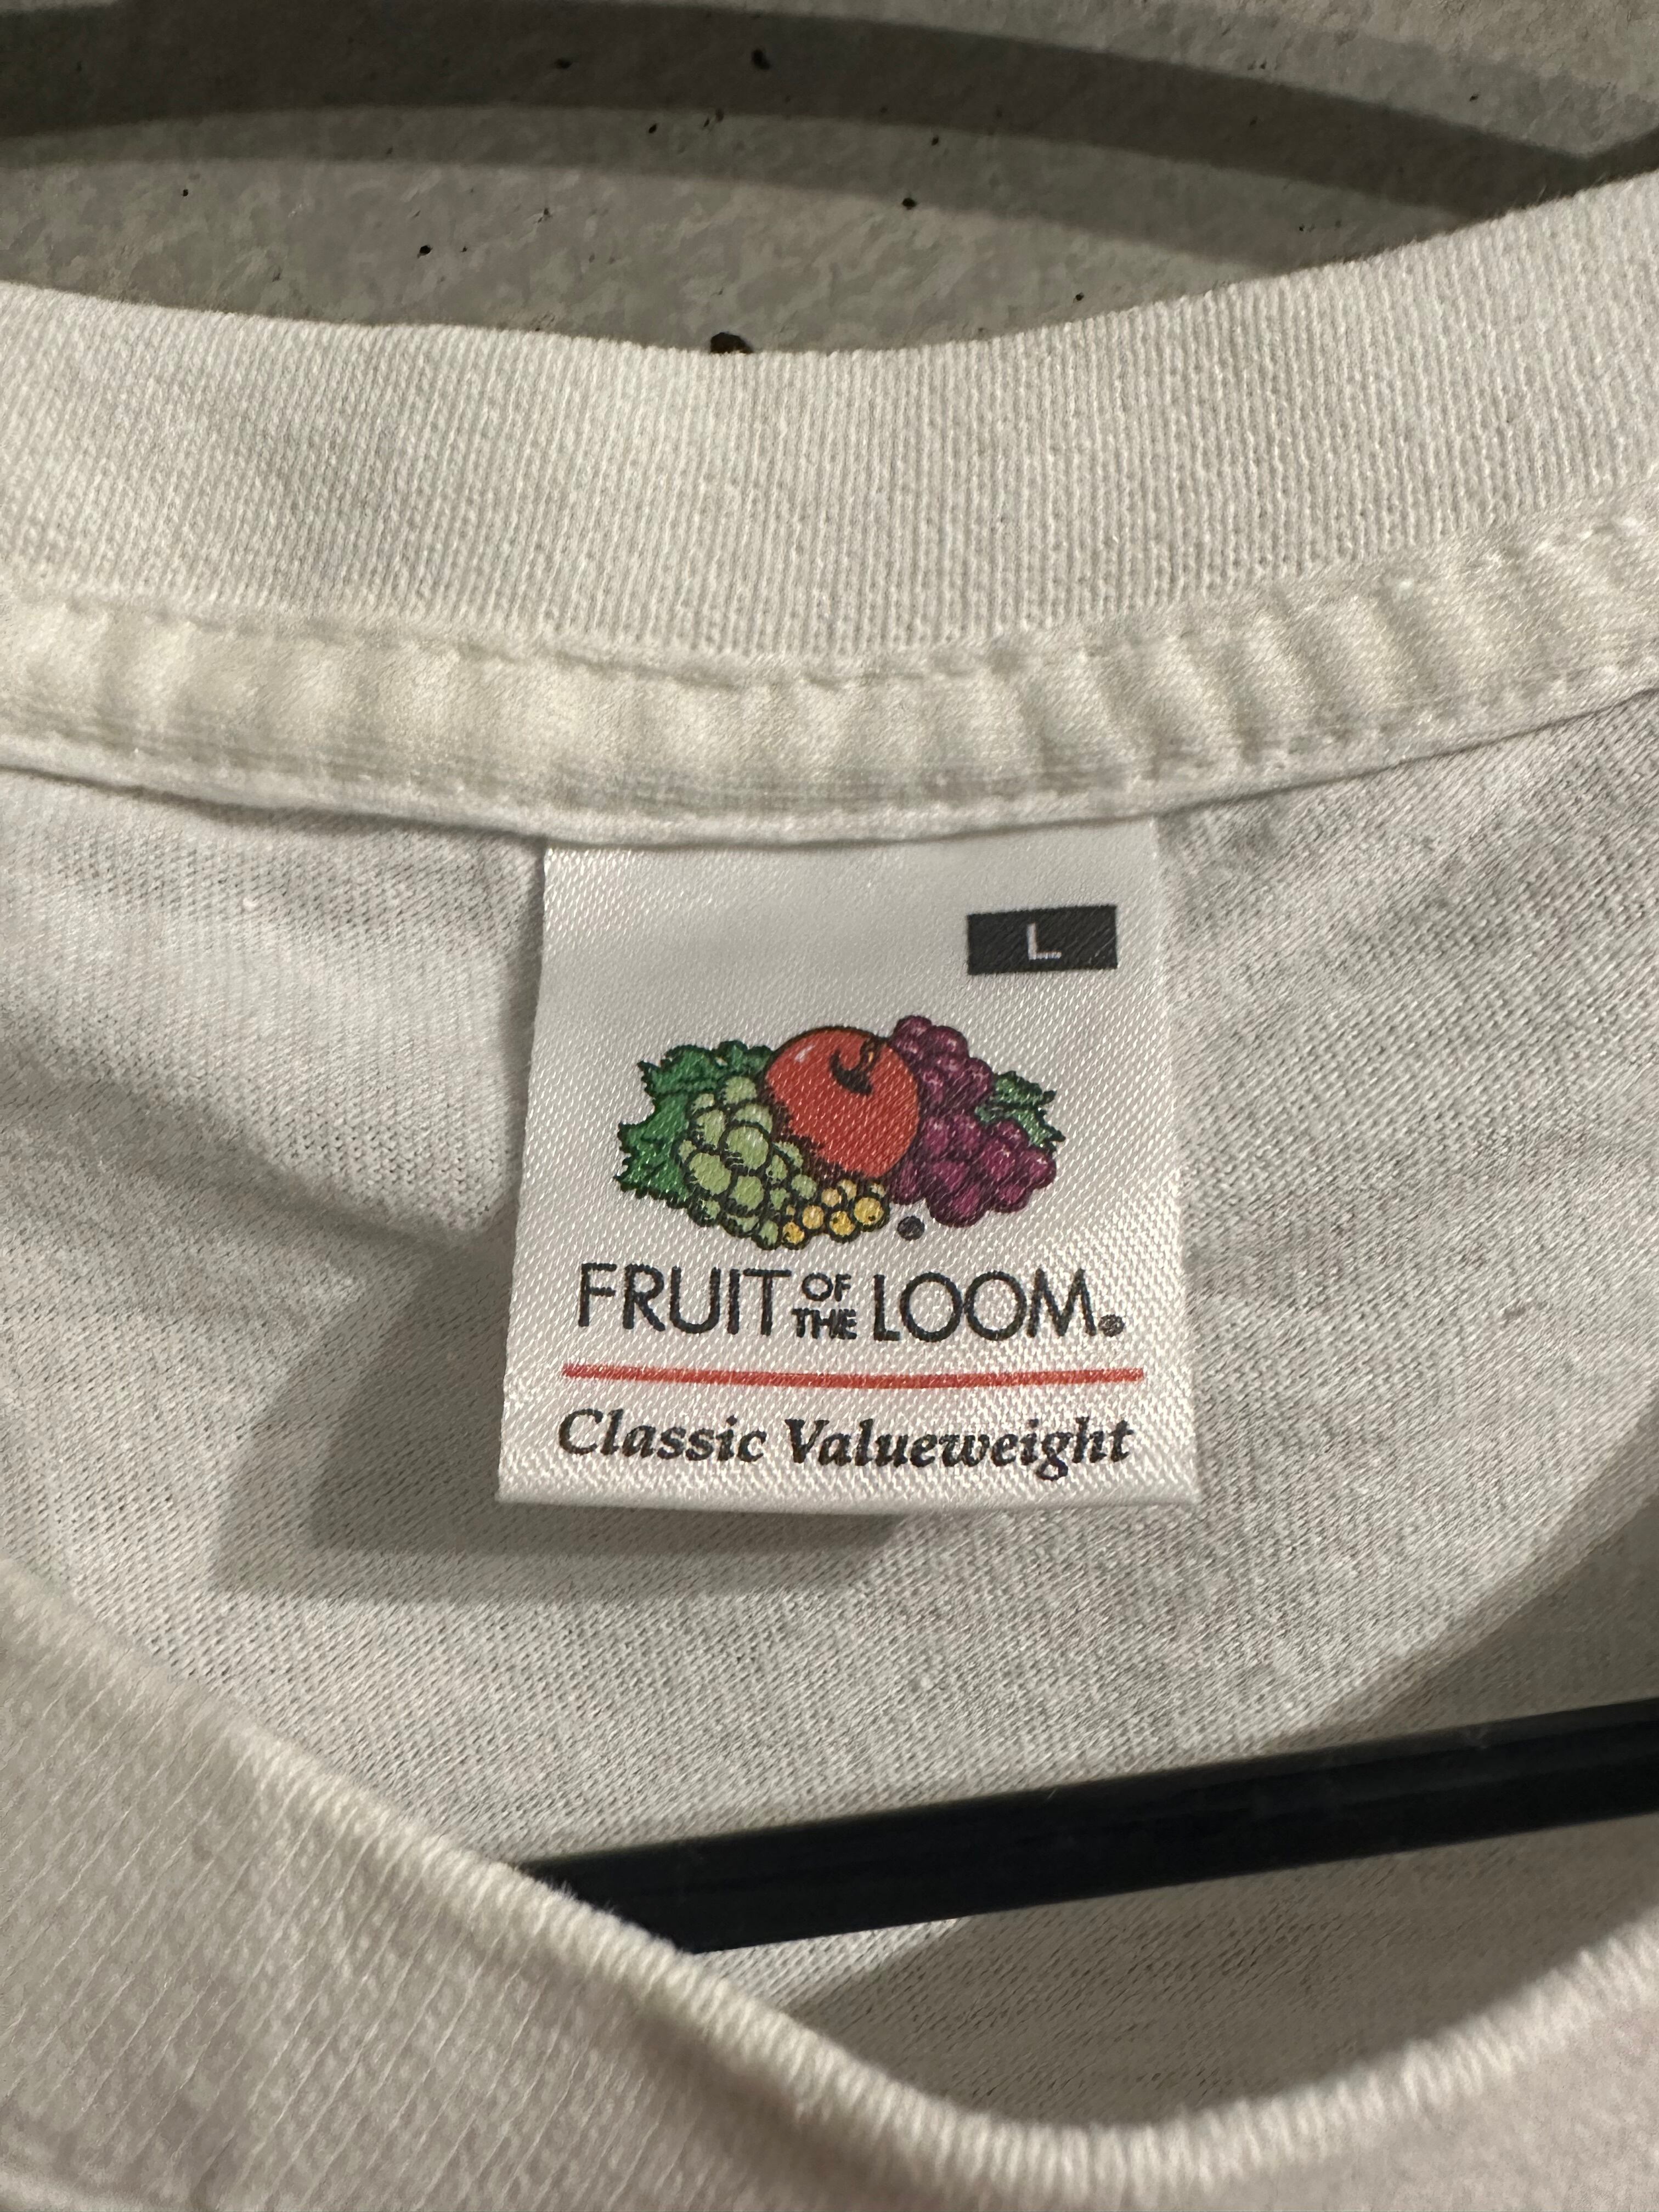 L
FRUIT OF THE LOOM®
Classic Valueweight